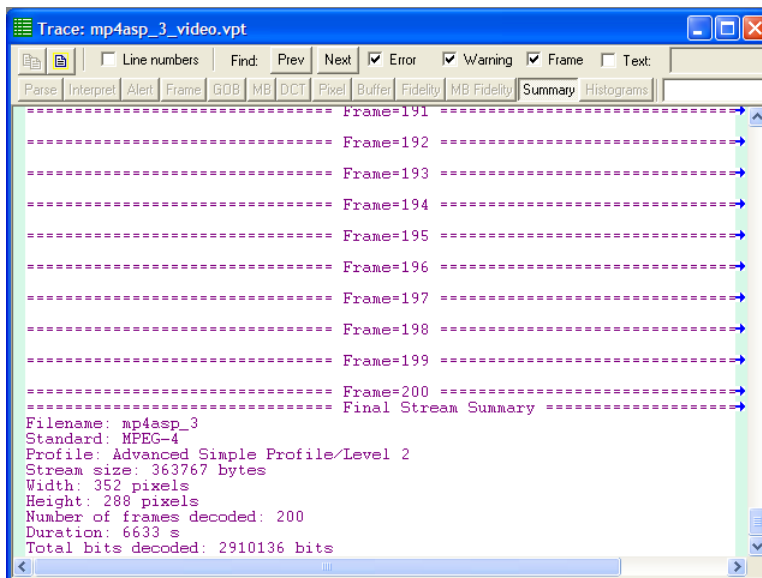 Trace: mp4asp_3_video.vpt
Line numbers Find: Prev Next Error Warning Frame Text:
Parse Interpret Alert Frame GOB MB DCT Pixel Buffer Fidelity MB Fidelity Summary Histograms
================================= Frame=191 ================================
================================= Frame=192 ================================
================================= Frame=193 ================================
================================= Frame=194 ================================
================================= Frame=195 ================================
================================= Frame=196 ================================
================================= Frame=197 ================================
================================= Frame=198 ================================
================================= Frame=199 ================================
================================= Frame=200 ================================
================================= Final Stream Summary =====================
Filename: mp4asp_3
Standard: MPEG-4
Profile: Advanced Simple Profile/Level 2
Stream size: 363767 bytes
Width: 352 pixels
Height: 288 pixels
Number of frames decoded: 200
Duration: 6633 s
Total bits decoded: 2910136 bits